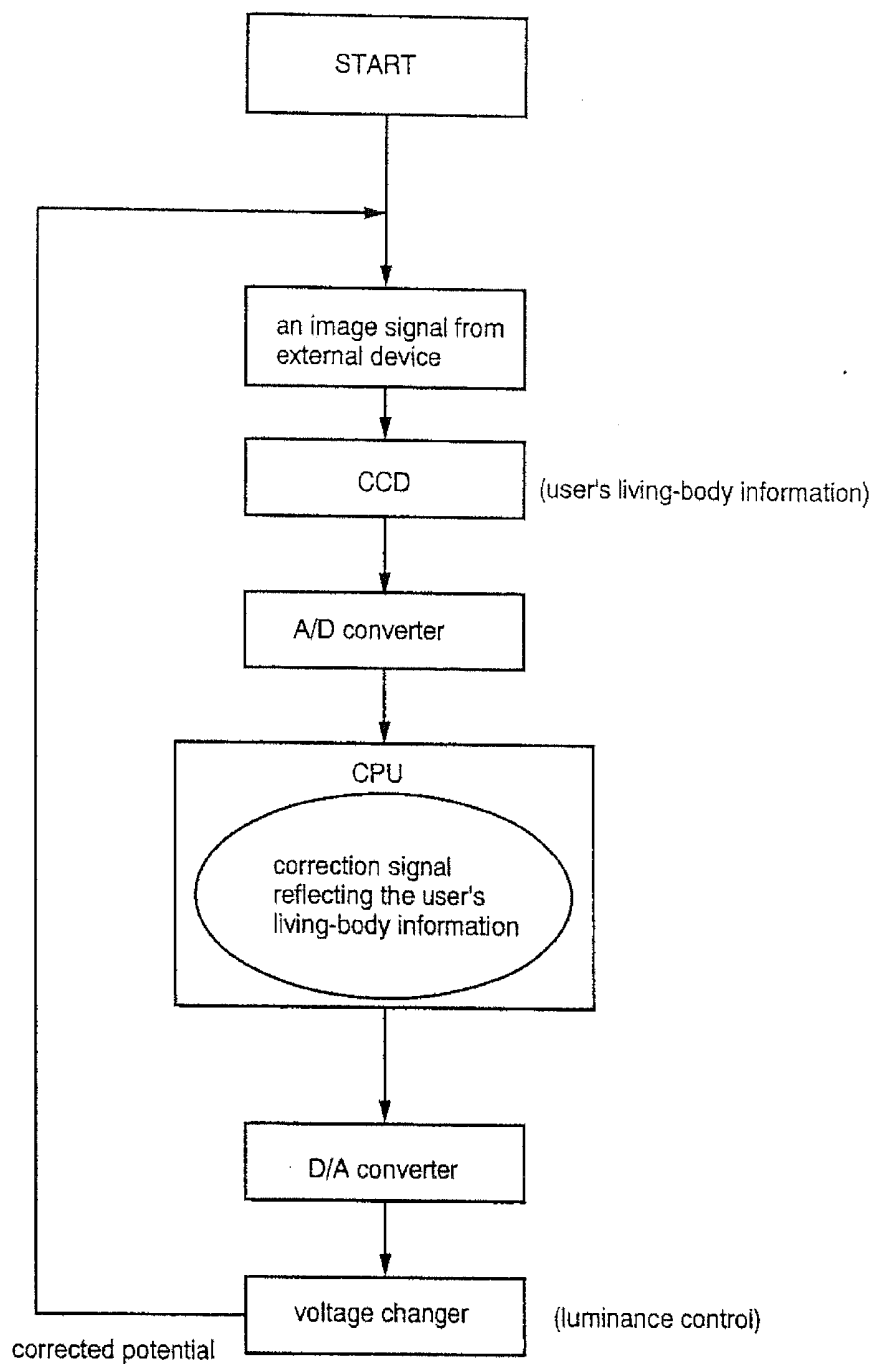 START
an image signal from
external device
CCD
(user's living-body information)
A/D converter
CPU
correction signal
reflecting the user's
living-body information
D/A converter
voltage changer
(luminance control)
corrected potential